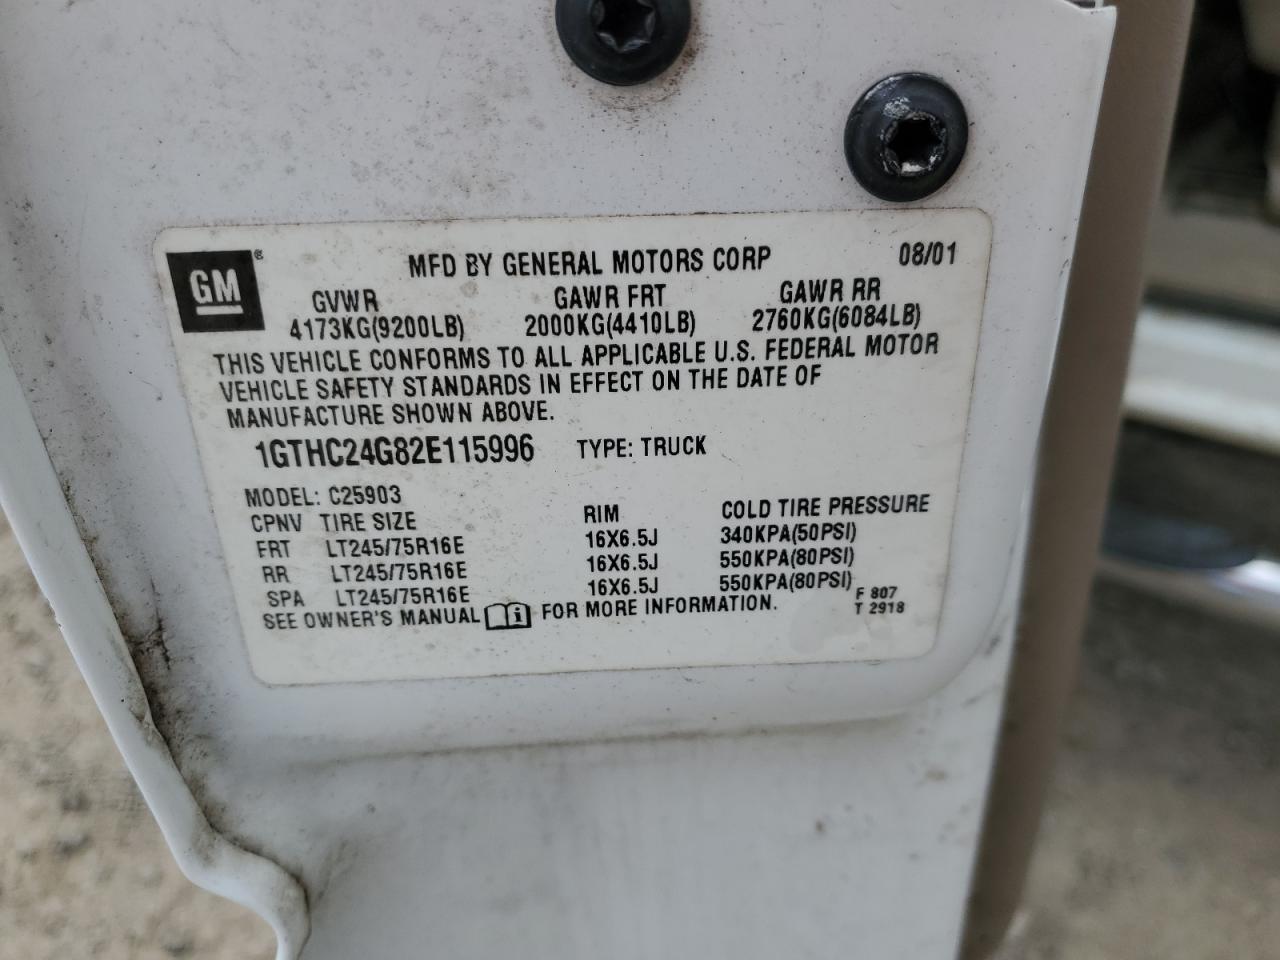 GM ®
MFD BY GENERAL MOTORS CORP 08/01
GVWR GAWR FRT GAWR RR
4173KG(9200LB) 2000KG(4410LB) 2760KG(6084LB)
THIS VEHICLE CONFORMS TO ALL APPLICABLE U.S. FEDERAL MOTOR
VEHICLE SAFETY STANDARDS IN EFFECT ON THE DATE OF
MANUFACTURE SHOWN ABOVE.
1GTHC24G82E115996 TYPE: TRUCK
MODEL: C25903
CPNV TIRE SIZE RIM COLD TIRE PRESSURE
FRT LT245/75R16E 16X6.5J 340KPA(50PSI)
RR LT245/75R16E 16X6.5J 550KPA(80PSI)
SPA LT245/75R16E 16X6.5J 550KPA(80PSI)
SEE OWNER'S MANUAL i FOR MORE INFORMATION.
F 807
T 2918